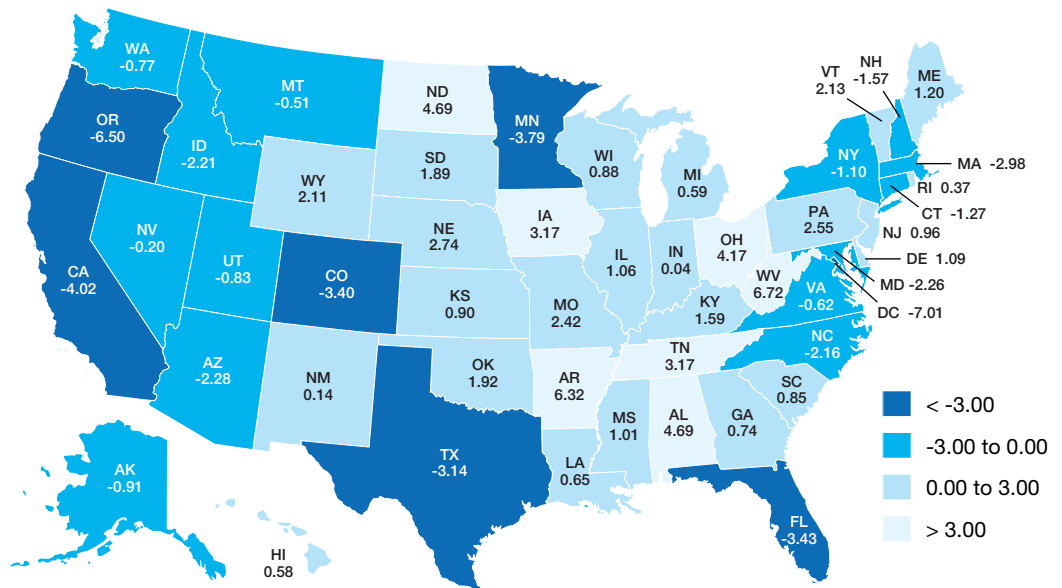 WA
-0.77
MT
-0.51
ND
4.69
MN
-3.79
VT
2.13
NH
-1.57
ME
1.20
OR
-6.50
ID
-2.21
WY
2.11
SD
1.89
WI
0.88
MI
0.59
NY
-1.10
MA -2.98
RI 0.37
CT -1.27
NV
-0.20
UT
-0.83
CO
-3.40
NE
2.74
IA
3.17
IL
1.06
IN
0.04
OH
4.17
PA
2.55
NJ 0.96
DE 1.09
MD -2.26
DC -7.01
CA
-4.02
KS
0.90
MO
2.42
KY
1.59
WV
6.72
VA
-0.62
AZ
-2.28
NM
0.14
OK
1.92
AR
6.32
TN
3.17
NC
-2.16
SC
0.85
TX
-3.14
LA
0.65
MS
1.01
AL
4.69
GA
0.74
FL
-3.43
AK
-0.91
HI
0.58
< -3.00
-3.00 to 0.00
0.00 to 3.00
> 3.00